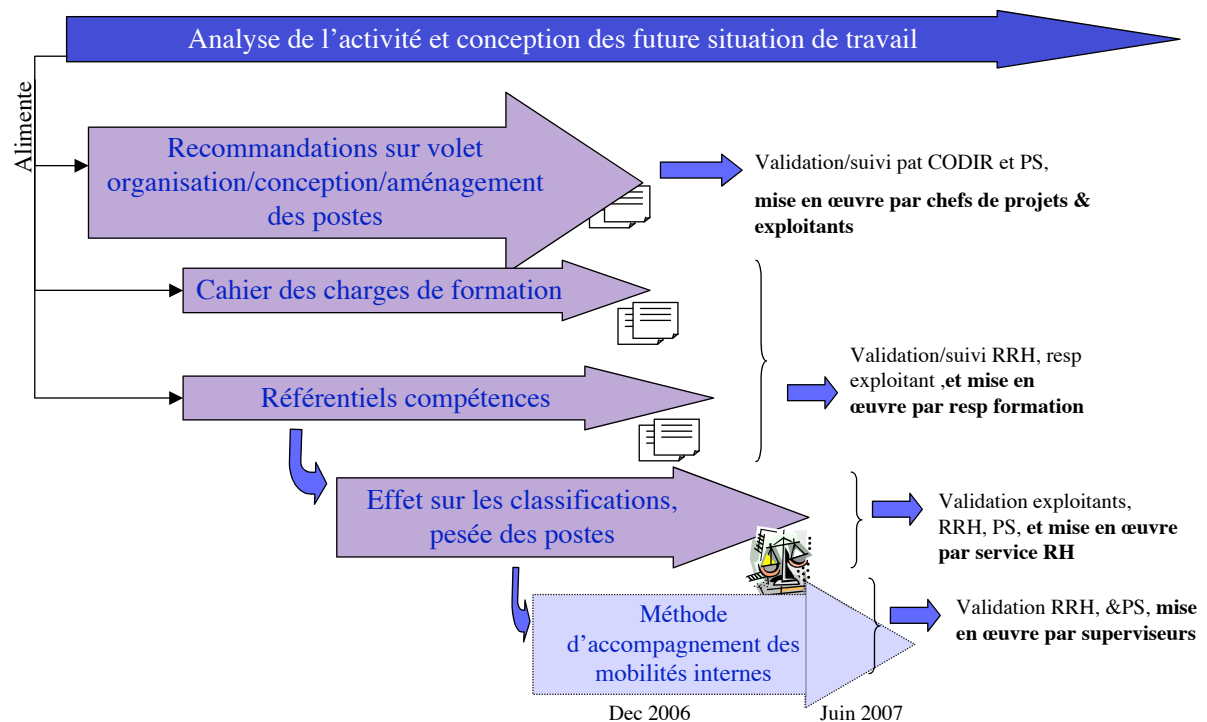 Analyse de l’activité et conception des future situation de travail
Alimente
Recommandations sur volet
organisation/conception/aménagement
des postes
Validation/suivi pat CODIR et PS,
mise en œuvre par chefs de projets &
exploitants
Cahier des charges de formation
Validation/suivi RRH, resp
exploitant ,et mise en
œuvre par resp formation
Référentiels compétences
Effet sur les classifications,
pesée des postes
Validation exploitants,
RRH, PS, et mise en œuvre
par service RH
Méthode
d’accompagnement des
mobilités internes
Validation RRH, &PS, mise
en œuvre par superviseurs
Dec 2006
Juin 2007